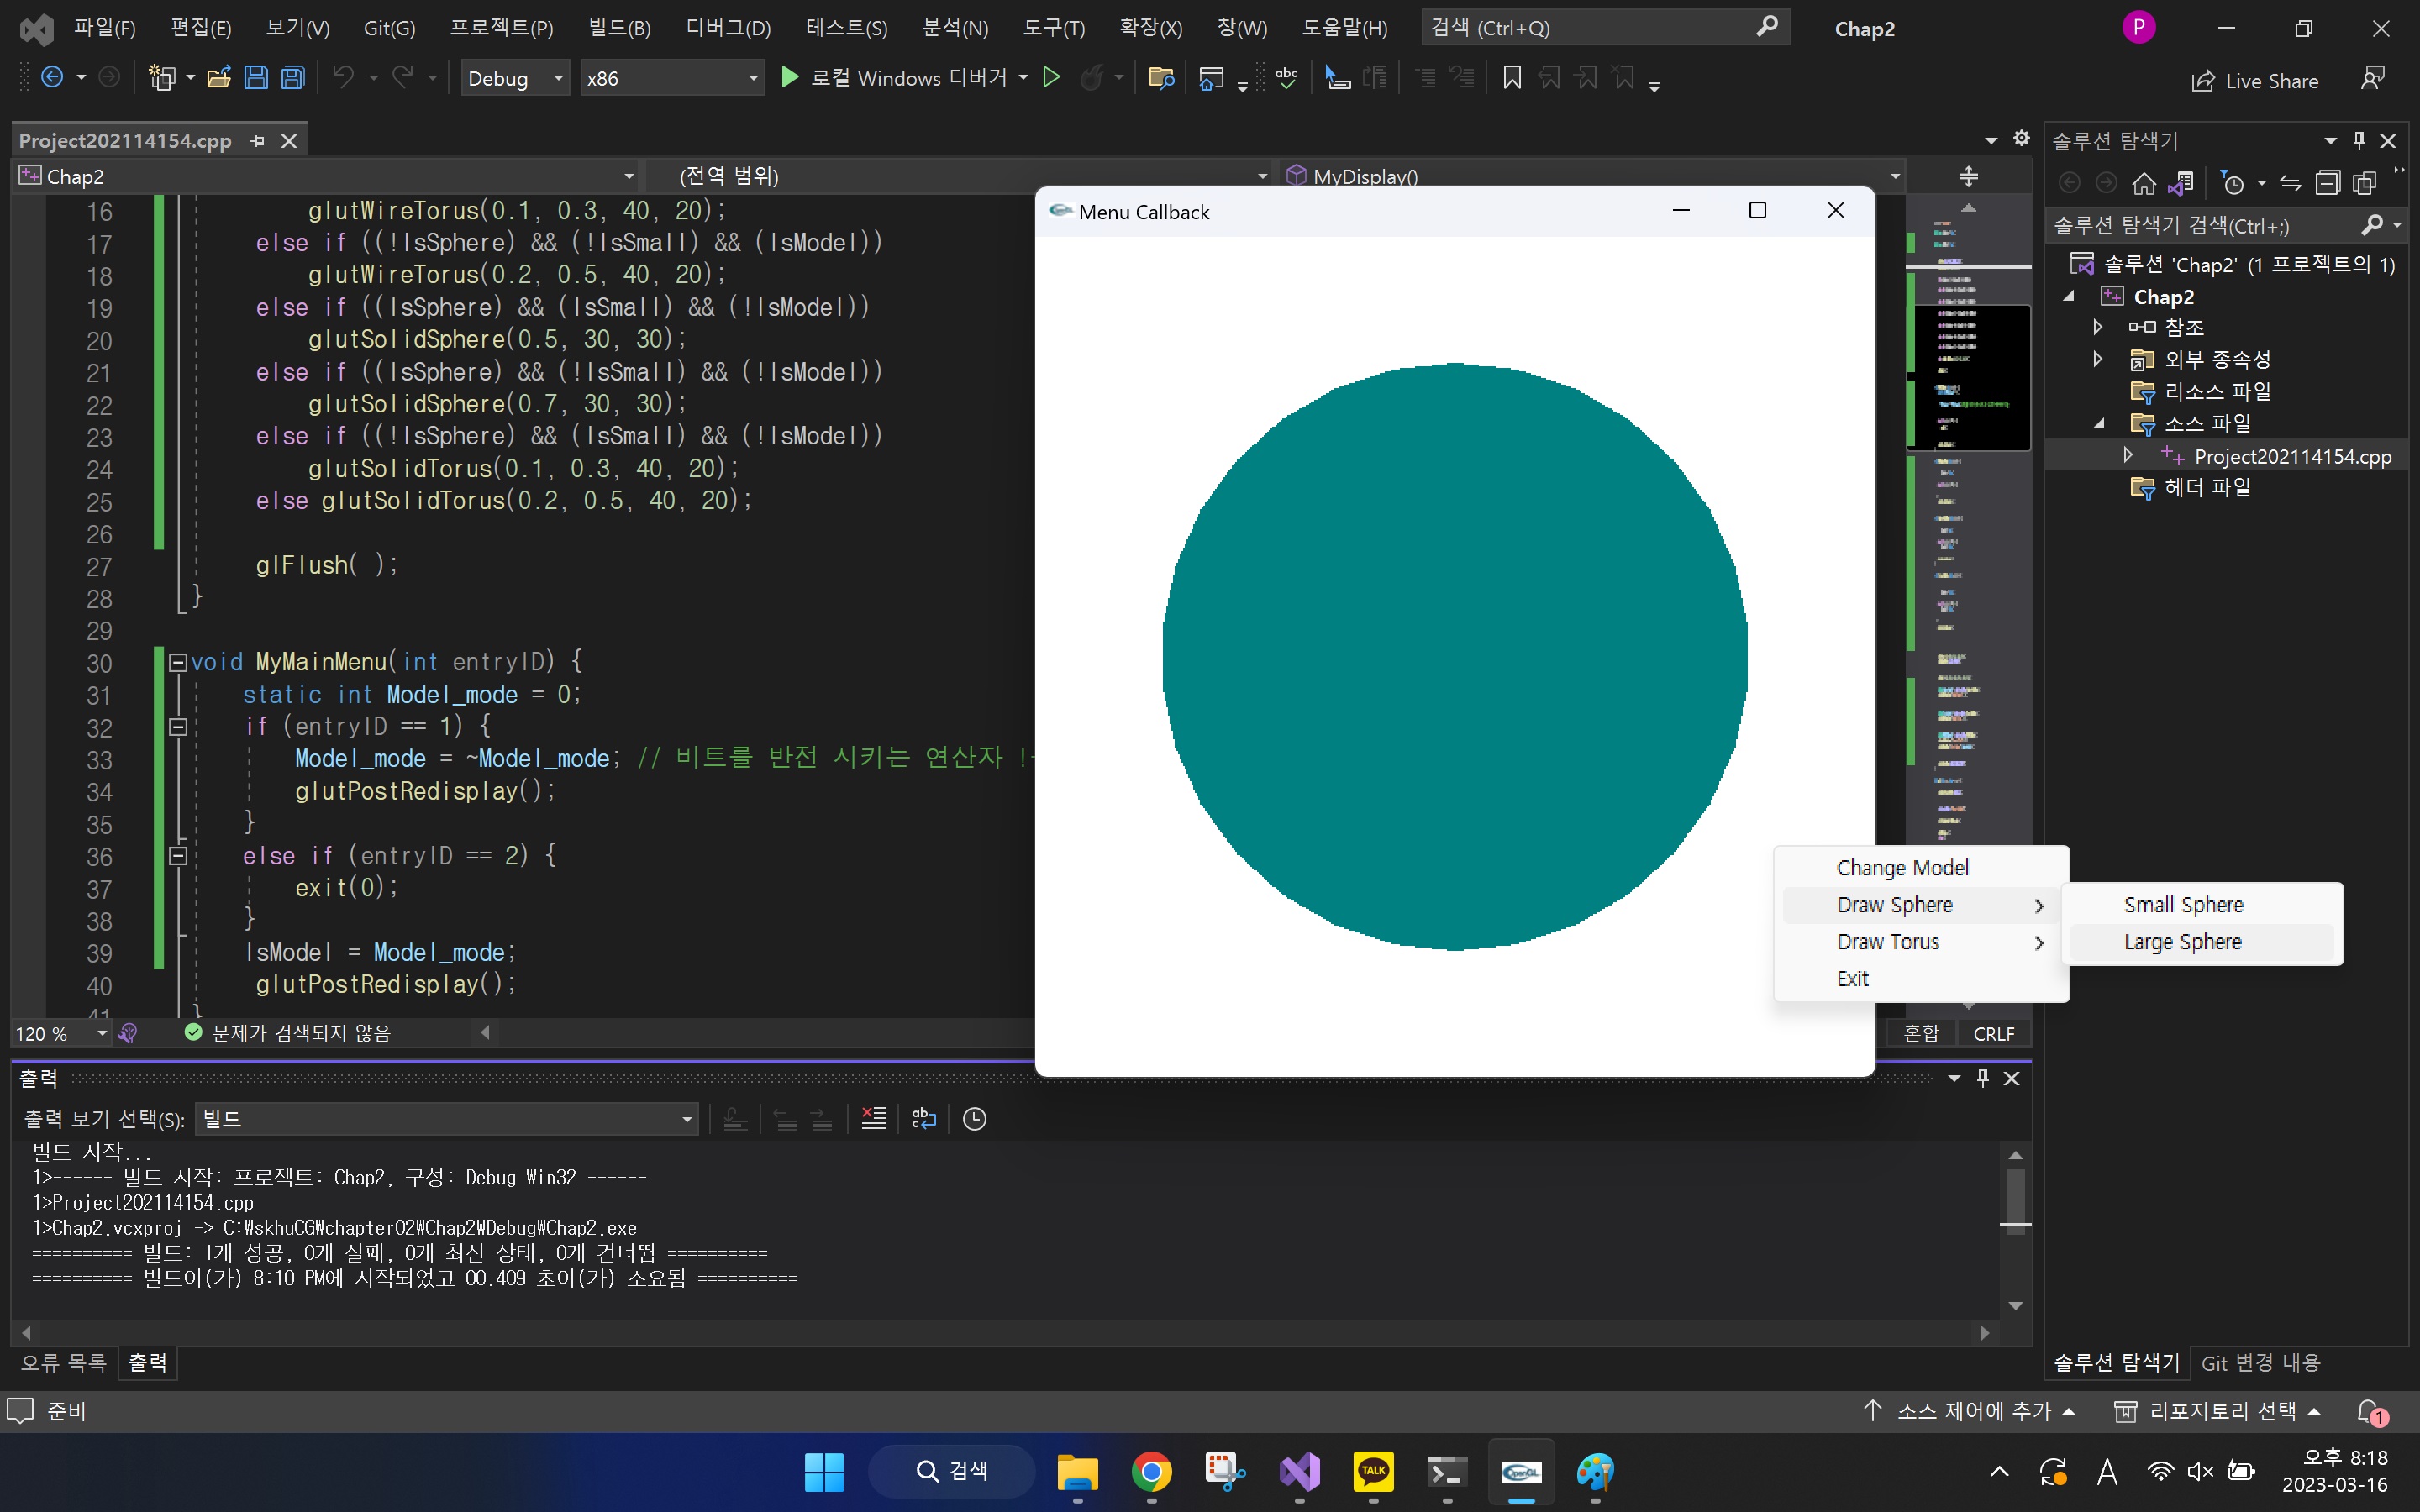 파일(F) 편집(E) 보기(V) Git(G) 프로젝트(P) 빌드(B) 디버그(D) 테스트(S) 분석(N) 도구(T) 확장(X) 창(W) 도움말(H) 검색 (Ctrl+Q) Chap2 P
Debug x86 로컬 Windows 디버거 abc Live Share
Project202114154.cpp
Chap2 (전역 범위) MyDisplay()
16 glutWireTorus(0.1, 0.3, 40, 20);
17 else if ((!IsSphere) && (!IsSmall) && (IsModel))
18 glutWireTorus(0.2, 0.5, 40, 20);
19 else if ((IsSphere) && (IsSmall) && (!IsModel))
20 glutSolidSphere(0.5, 30, 30);
21 else if ((IsSphere) && (!IsSmall) && (!IsModel))
22 glutSolidSphere(0.7, 30, 30);
23 else if ((!IsSphere) && (IsSmall) && (!IsModel))
24 glutSolidTorus(0.1, 0.3, 40, 20);
25 else glutSolidTorus(0.2, 0.5, 40, 20);
26
27 glFlush( );
28 }
29
30 void MyMainMenu(int entryID) {
31 static int Model_mode = 0;
32 if (entryID == 1) {
33 Model_mode = ~Model_mode; // 비트를 반전 시키는 연산자 !
34 glutPostRedisplay();
35 }
36 else if (entryID == 2) {
37 exit(0);
38 }
39 IsModel = Model_mode;
40 glutPostRedisplay();
41 }
120 % 문제가 검색되지 않음 혼합 CRLF
Menu Callback
Change Model
Draw Sphere
Draw Torus
Exit
Small Sphere
Large Sphere
솔루션 탐색기
솔루션 탐색기 검색(Ctrl+;)
솔루션 'Chap2' (1 프로젝트의 1)
Chap2
참조
외부 종속성
리소스 파일
소스 파일
Project202114154.cpp
헤더 파일
출력
출력 보기 선택(S): 빌드
빌드 시작...
1>------ 빌드 시작: 프로젝트: Chap2, 구성: Debug Win32 ------
1>Project202114154.cpp
1>Chap2.vcxproj -> C:₩skhuCG₩chapter02₩Chap2₩Debug₩Chap2.exe
========== 빌드: 1개 성공, 0개 실패, 0개 최신 상태, 0개 건너뜀 ==========
========== 빌드이(가) 8:10 PM에 시작되었고 00.409 초이(가) 소요됨 ==========
오류 목록 출력
솔루션 탐색기 Git 변경 내용
준비 소스 제어에 추가 리포지토리 선택 1
검색 TALK OpenGL A 오후 8:18
2023-03-16